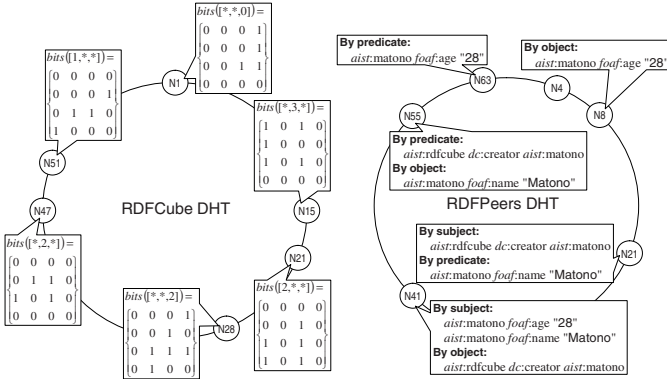 bits([*,*,0]) =
0 0 0 1
0 0 0 1
0 0 1 1
0 0 0 0
bits([1,*,*]) =
0 0 0 0
0 0 0 1
0 1 1 0
1 0 0 0
N1
bits([*,3,*]) =
1 0 1 0
1 0 0 0
0 0 1 0
0 0 0 0
N51
N47
RDFCube DHT
N15
bits([*,2,*]) =
0 0 0 0
0 1 1 0
1 0 1 0
0 0 0 0
N21
bits([*,*,2]) =
0 0 0 1
0 0 1 0
0 1 1 1
0 1 0 0
N28
bits([2,*,*]) =
0 0 0 0
0 0 1 0
1 0 1 0
1 0 1 0
By predicate:
aist:matono foaf:age "28"
By object:
aist:matono foaf:age "28"
N63
N4
N8
N55
By predicate:
aist:rdfcube dc:creator aist:matono
By object:
aist:matono foaf:name "Matono"
RDFPeers DHT
By subject:
aist:rdfcube dc:creator aist:matono
By predicate:
aist:matono foaf:name "Matono"
N21
N41
By subject:
aist:matono foaf:age "28"
aist:matono foaf:name "Matono"
By object:
aist:rdfcube dc:creator aist:matono